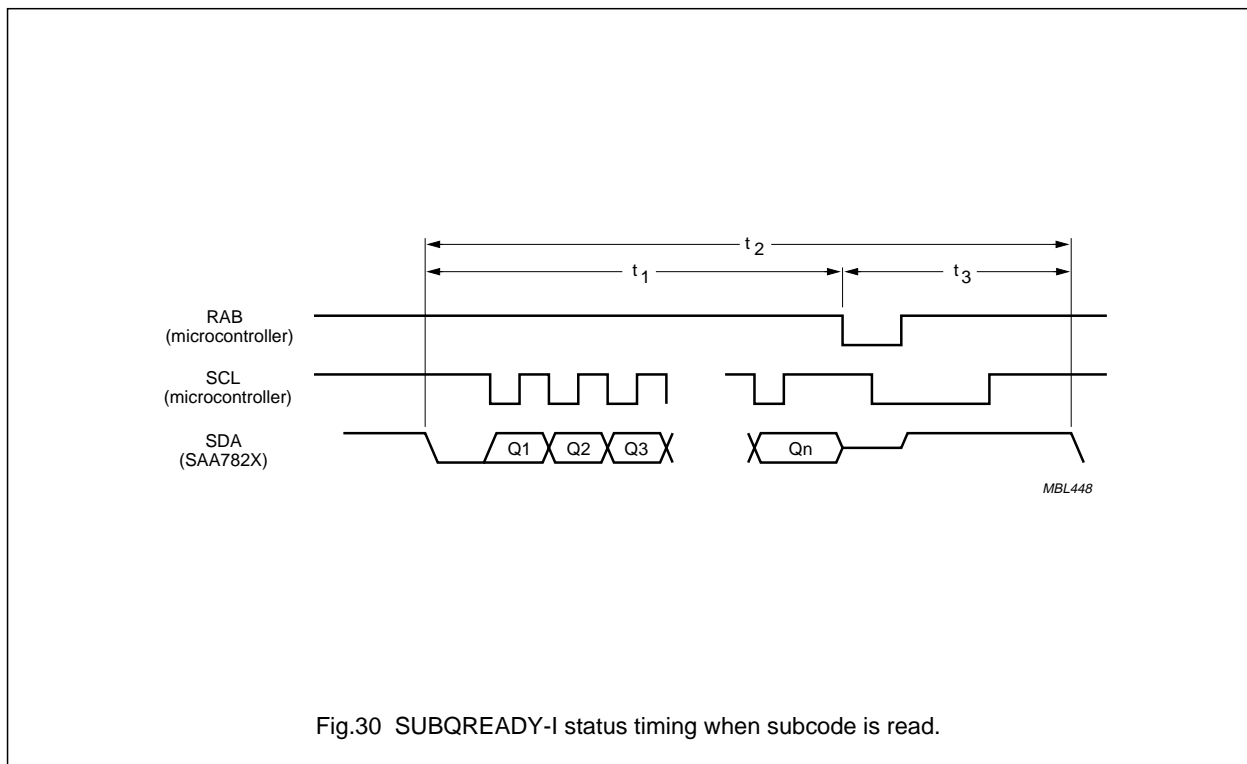 t2
t1
t3
RAB
(microcontroller)
SCL
(microcontroller)
SDA
(SAA782X)
Q1
Q2
Q3
Qn
MBL448
Fig.30 SUBQREADY-I status timing when subcode is read.